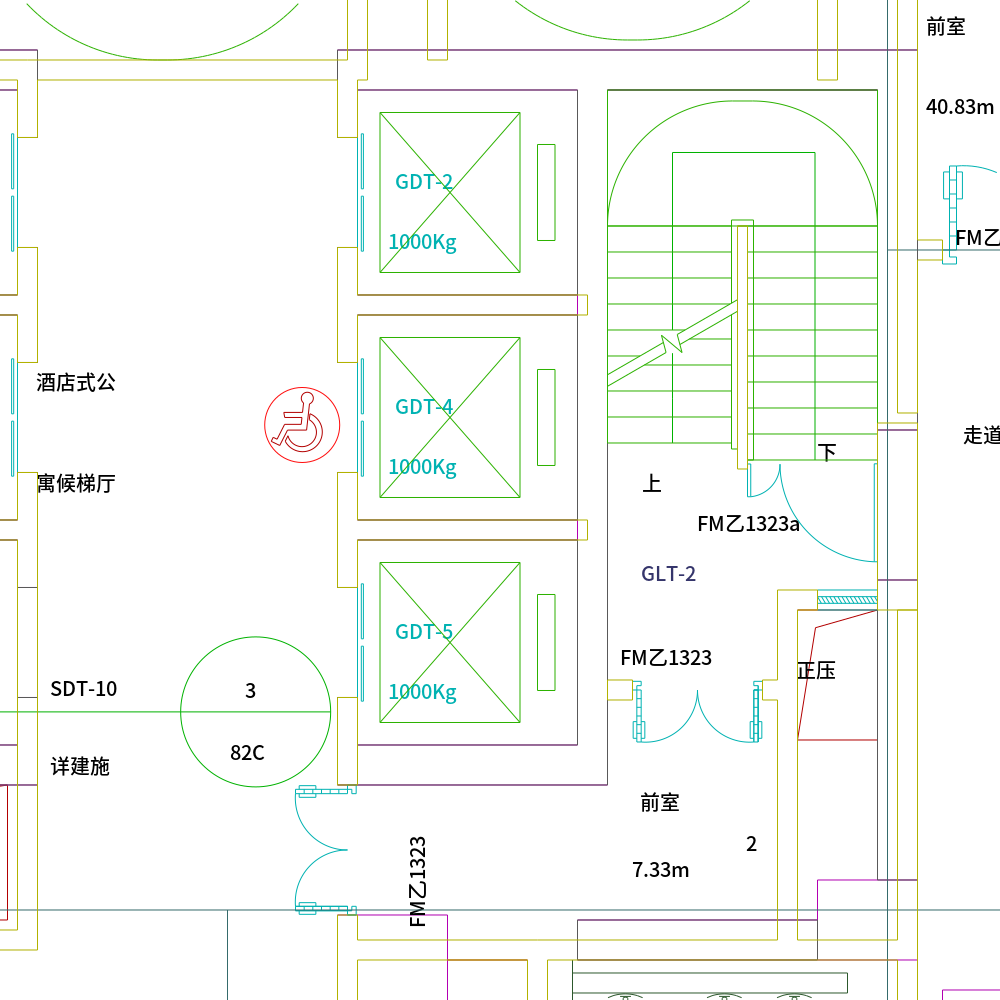 前室
40.83m
GDT-2
1000Kg
FM乙
酒店式公
寓候梯厅
GDT-4
1000Kg
走道
下
上
FM乙1323a
GLT-2
GDT-5
1000Kg
FM乙1323
正压
SDT-10
3
82C
详建施
前室
2
7.33m
FM乙1323